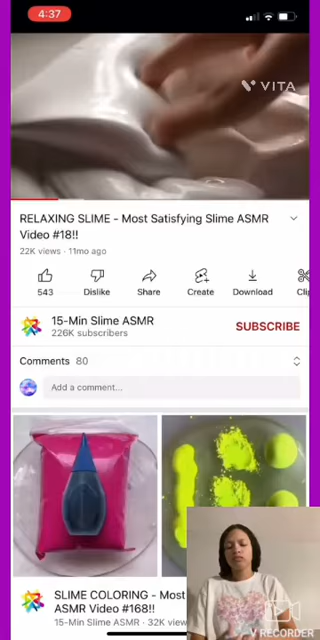 4:37
VITA
RELAXING SLIME - Most Satisfying Slime ASMR
Video #18!!
22K views · 11mo ago
543
Dislike
Share
Create
Download
Clip
15-Min Slime ASMR
226K subscribers
SUBSCRIBE
Comments 80
Add a comment...
SLIME COLORING - Most
ASMR Video #168!!
15-Min Slime ASMR · 32K view
V RECORDER